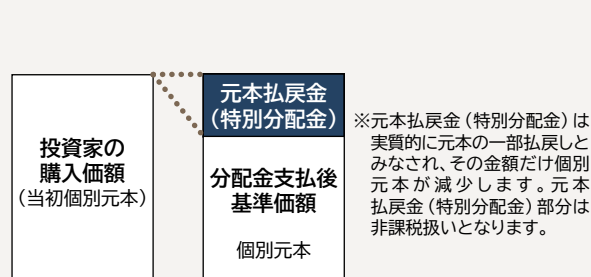 投資家の
購入価額
（当初個別元本）
元本払戻金
（特別分配金）
分配金支払後
基準価額
個別元本
※元本払戻金（特別分配金）は
実質的に元本の一部払戻しと
みなされ、その金額だけ個別
元本が減少します。元本
払戻金（特別分配金）部分は
非課税扱いとなります。